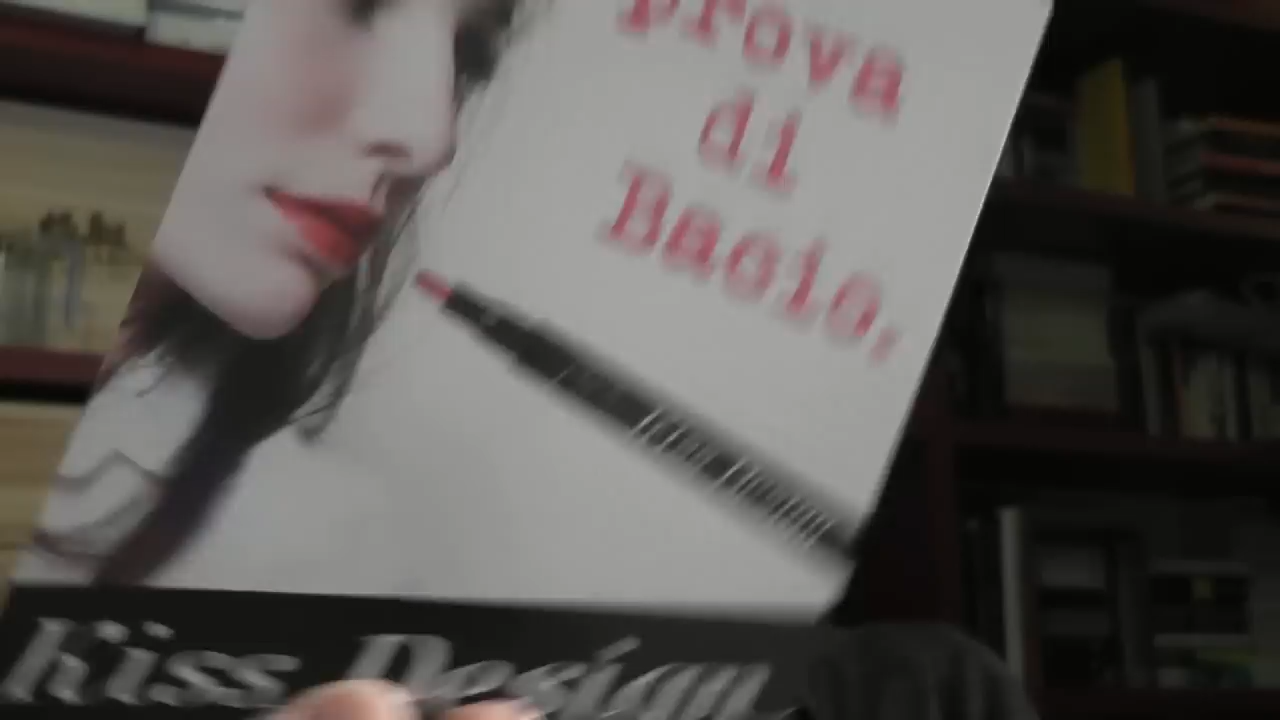 prova
di
Bacio,
Kiss Design